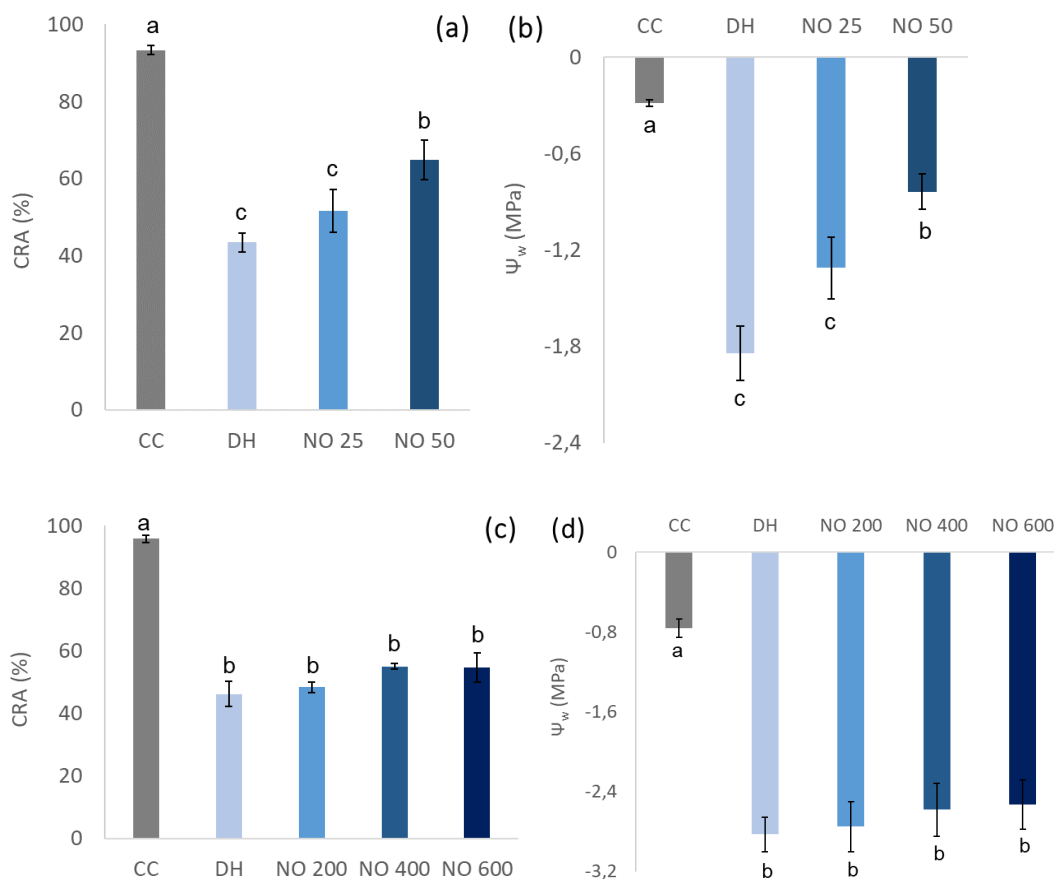 (a)
CRA (%)
100
80
60
40
20
0
a
c
c
b
CC DH NO 25 NO 50
(b)
CC DH NO 25 NO 50
Ψw (MPa)
0
-0,6
-1,2
-1,8
-2,4
a
c
c
b
(c)
CRA (%)
100
80
60
40
20
0
a
b
b
b
b
CC DH NO 200 NO 400 NO 600
(d)
CC DH NO 200 NO 400 NO 600
Ψw (MPa)
0
-0,8
-1,6
-2,4
-3,2
a
b
b
b
b